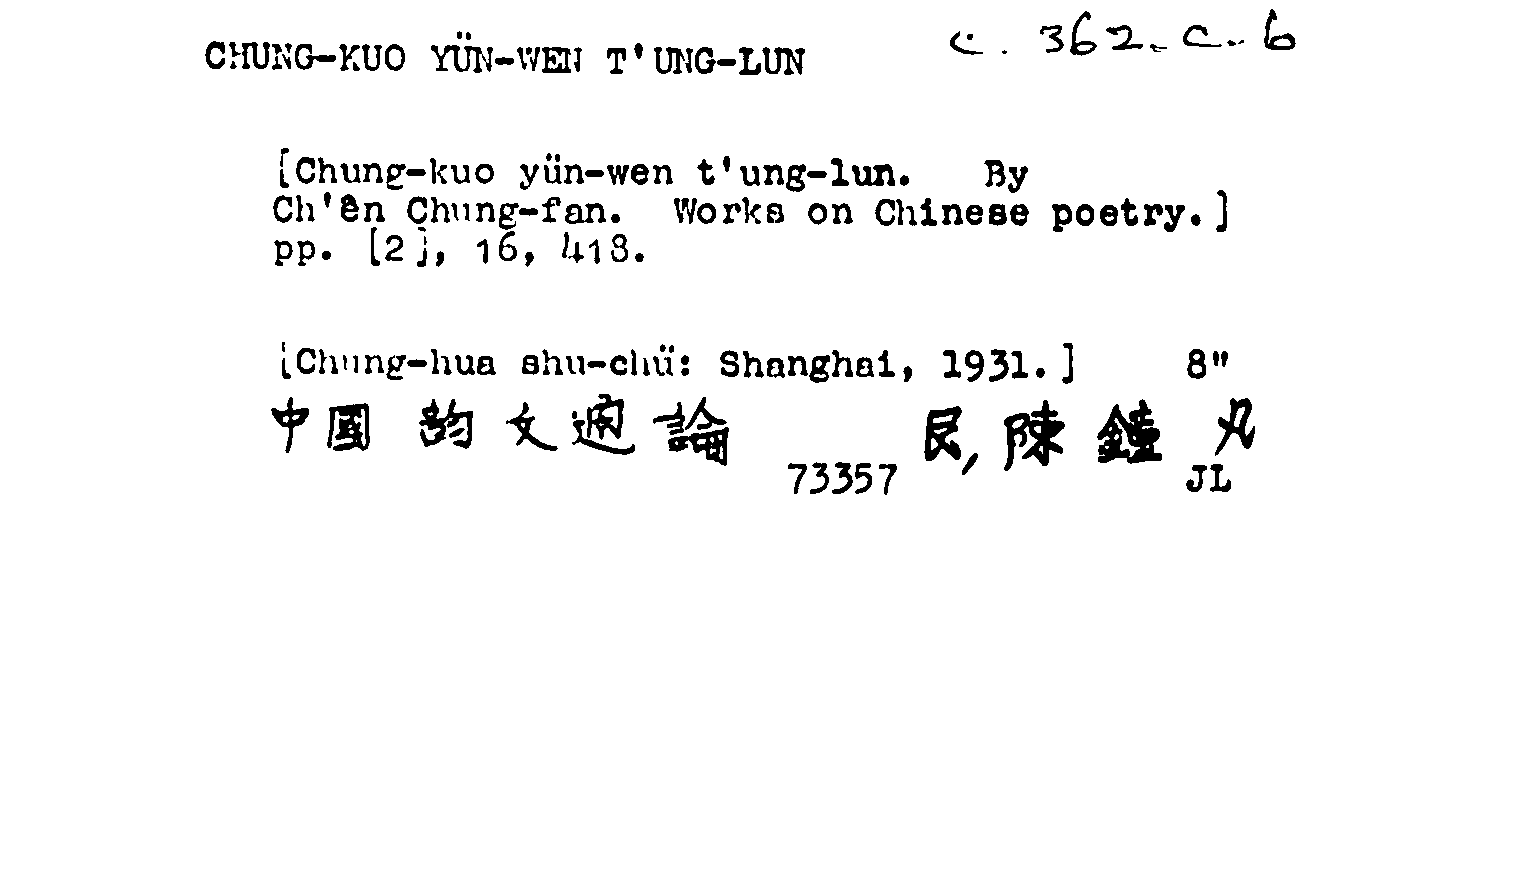 CHUNG-KUO YÜN-WEN T'UNG-LUN
c. 362.c.6
[Chung-kuo yün-wen t'ung-lun. By
Ch'ên Chung-fan. Works on Chinese poetry.]
pp. [2], 16, 418.
[Chung-hua shu-chü: Shanghai, 1931.] 8"
中國 韵文通論 民, 陳鐘凡
73357 JL